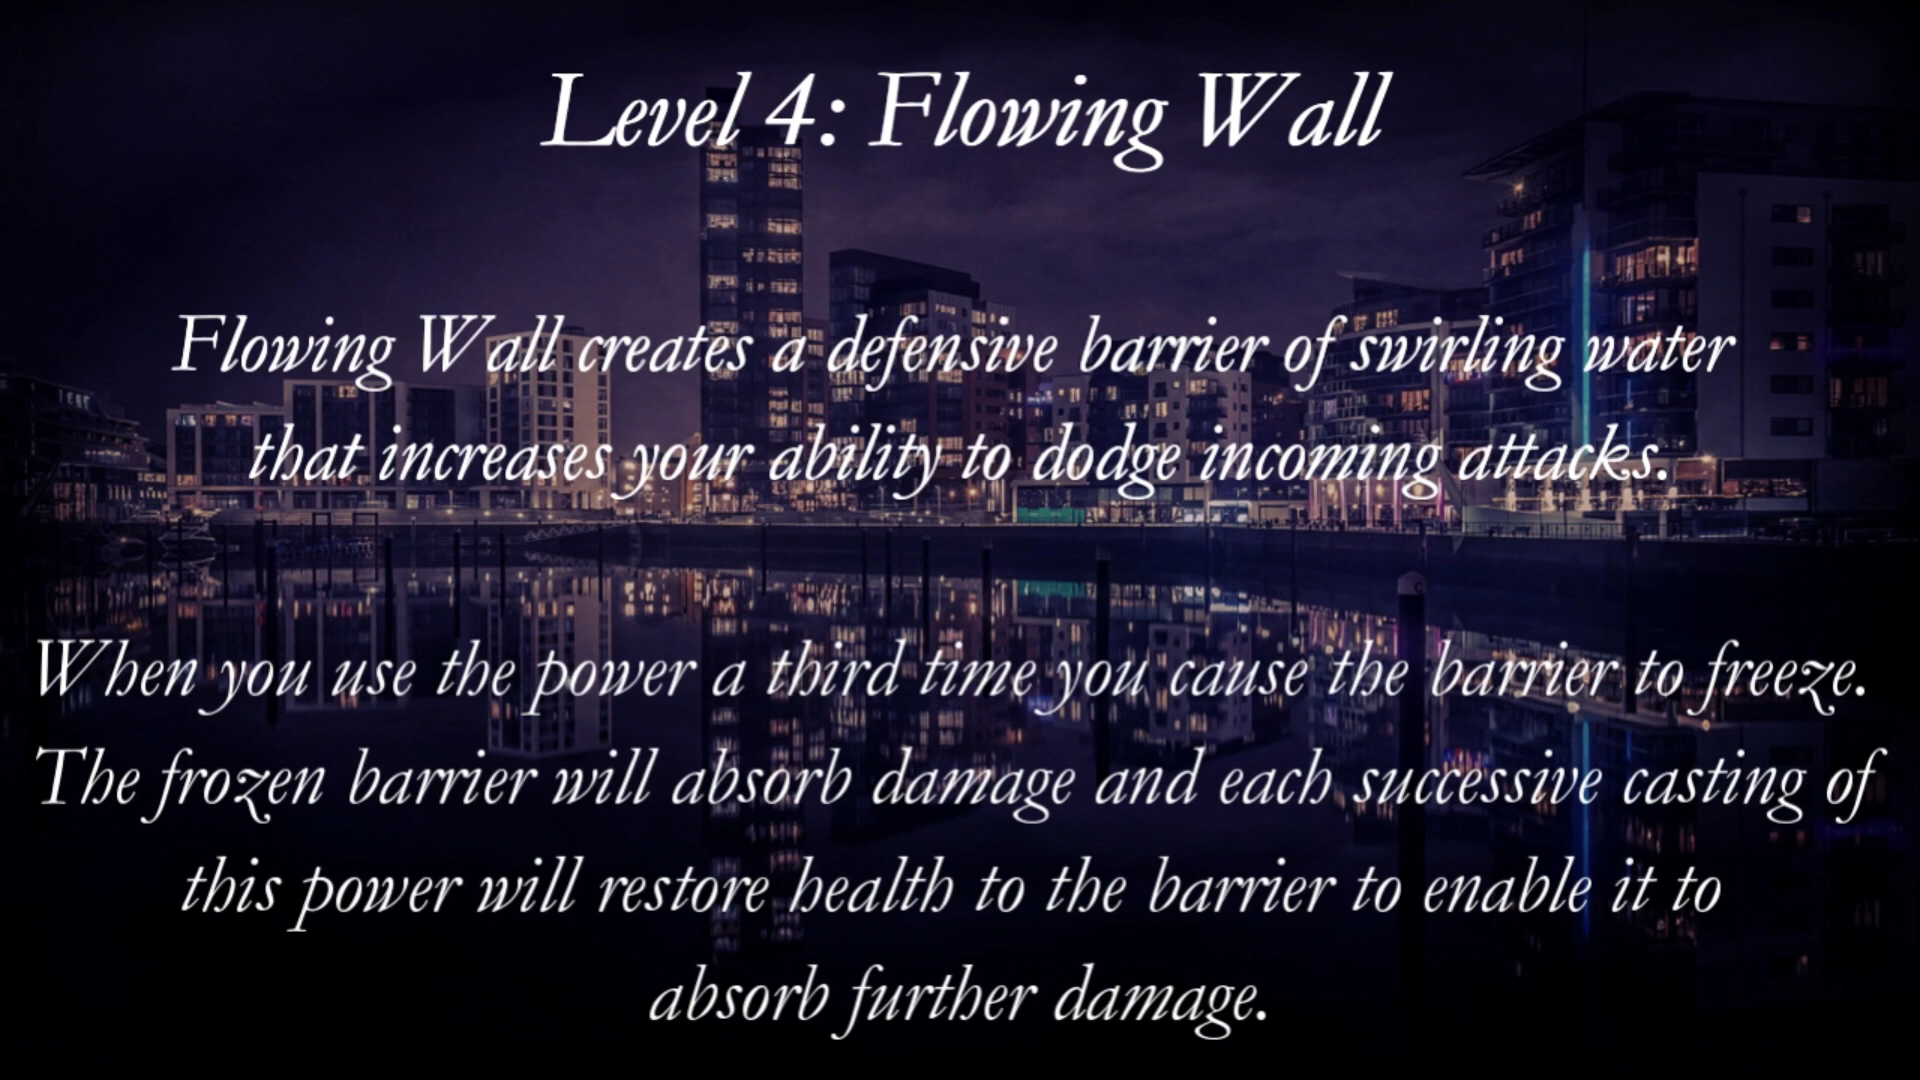 Level 4: Flowing Wall
Flowing Wall creates a defensive barrier of swirling water
that increases your ability to dodge incoming attacks.
When you use the power a third time you cause the barrier to freeze.
The frozen barrier will absorb damage and each successive casting of
this power will restore health to the barrier to enable it to
absorb further damage.